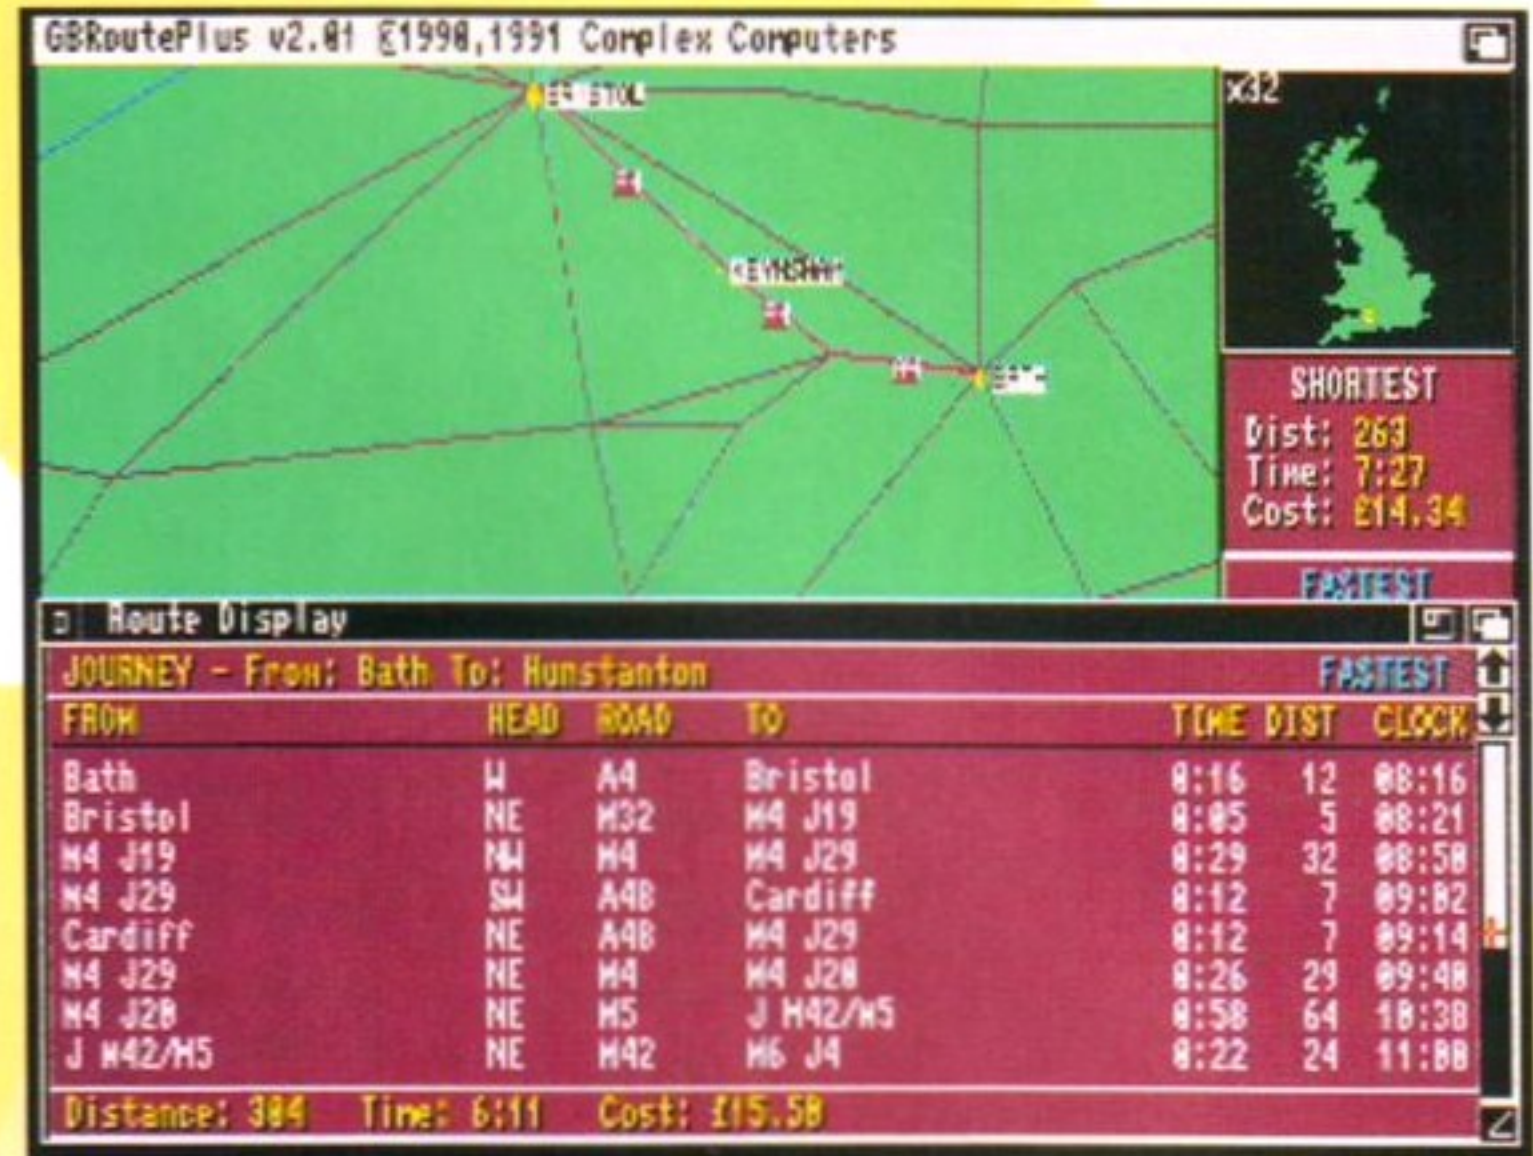 GBRoutePlus v2.01 ©1990,1991 Complex Computers
x32
BRISTOL
KEYNSHAM
A4
BATH
SHORTEST
Dist: 263
Time: 7:27
Cost: £14.34
FASTEST
Route Display
JOURNEY - From: Bath To: Hunstanton FASTEST
FROM HEAD ROAD TO TIME DIST CLOCK
Bath W A4 Bristol 0:16 12 08:16
Bristol NE M32 M4 J19 0:05 5 08:21
M4 J19 NW M4 M4 J29 0:29 32 08:50
M4 J29 SW A48 Cardiff 0:12 7 09:02
Cardiff NE A48 M4 J29 0:12 7 09:14
M4 J29 NE M4 M4 J20 0:26 29 09:40
M4 J20 NE M5 J M42/M5 0:58 64 10:38
J M42/M5 NE M42 M6 J4 0:22 24 11:00
Distance: 304 Time: 6:11 Cost: £15.50